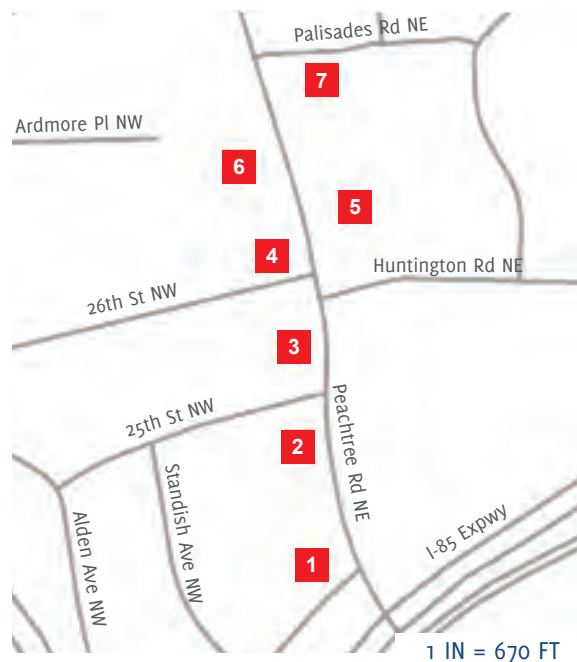 Palisades Rd NE
7
Ardmore Pl NW
6
5
4
Huntington Rd NE
26th St NW
3
Peachtree Rd NE
25th St NW
2
Standish Ave NW
I-85 Expwy
Alden Ave NW
1
1 IN = 670 FT